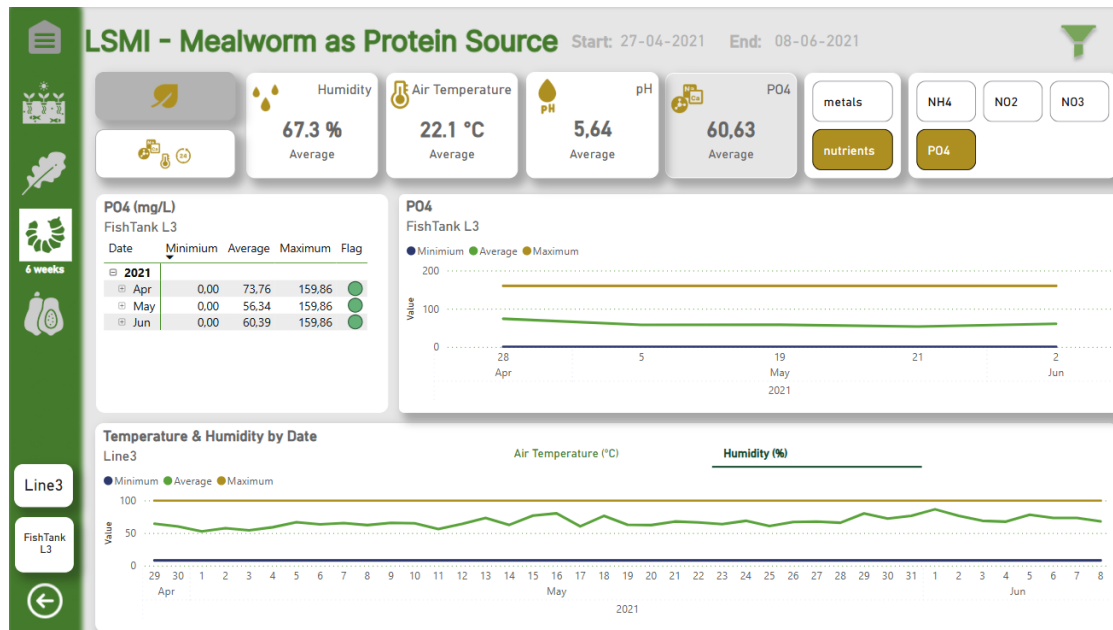 LSMI - Mealworm as Protein Source Start: 27-04-2021 End: 08-06-2021
Humidity
67.3 %
Average
Air Temperature
22.1 °C
Average
pH
pH
5,64
Average
Na
Ca
PO4
60,63
Average
metals
nutrients
NH4 NO2 NO3
PO4
24
6 weeks
PO4 (mg/L)
FishTank L3
Date Minimium Average Maximum Flag
2021
Apr 0,00 73,76 159,86
May 0,00 56,34 159,86
Jun 0,00 60,39 159,86
PO4
FishTank L3
Minimium Average Maximum
200
100
0
Value
28 5 19 21 2
Apr May Jun
2021
Temperature & Humidity by Date
Line3
Air Temperature (°C) Humidity (%)
Minimium Average Maximum
100
50
0
Value
29 30 1 2 3 4 5 6 7 8 9 10 11 12 13 14 15 16 17 18 19 20 21 22 23 24 25 26 27 28 29 30 31 1 2 3 4 5 6 7 8
Apr May Jun
2021
Line3
FishTank
L3